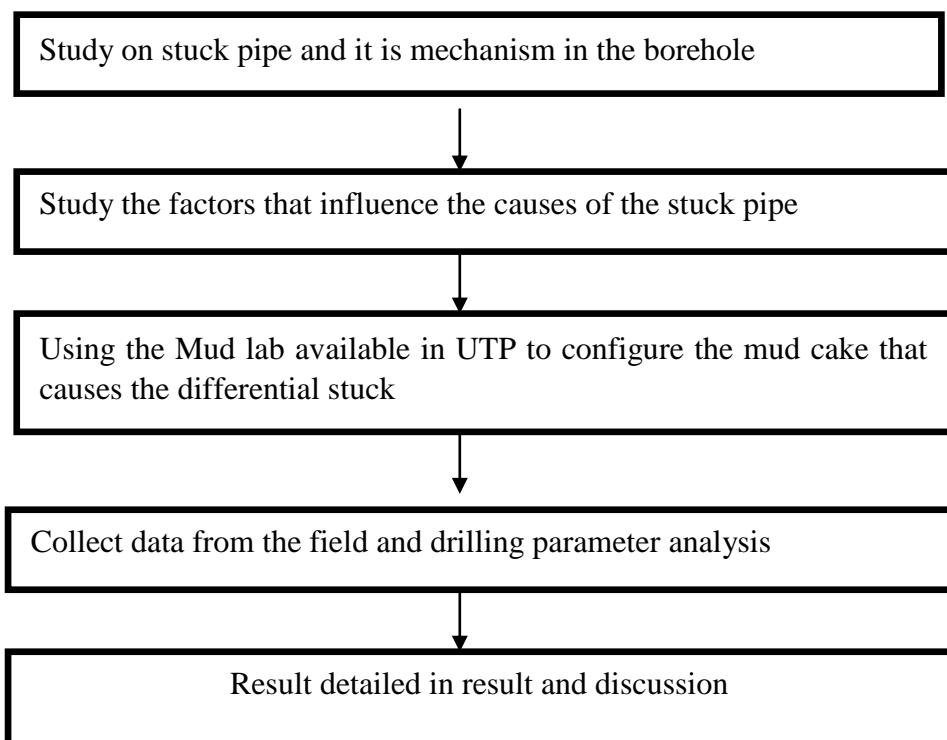 Study on stuck pipe and it is mechanism in the borehole
Study the factors that influence the causes of the stuck pipe
Using the Mud lab available in UTP to configure the mud cake that
causes the differential stuck
Collect data from the field and drilling parameter analysis
Result detailed in result and discussion